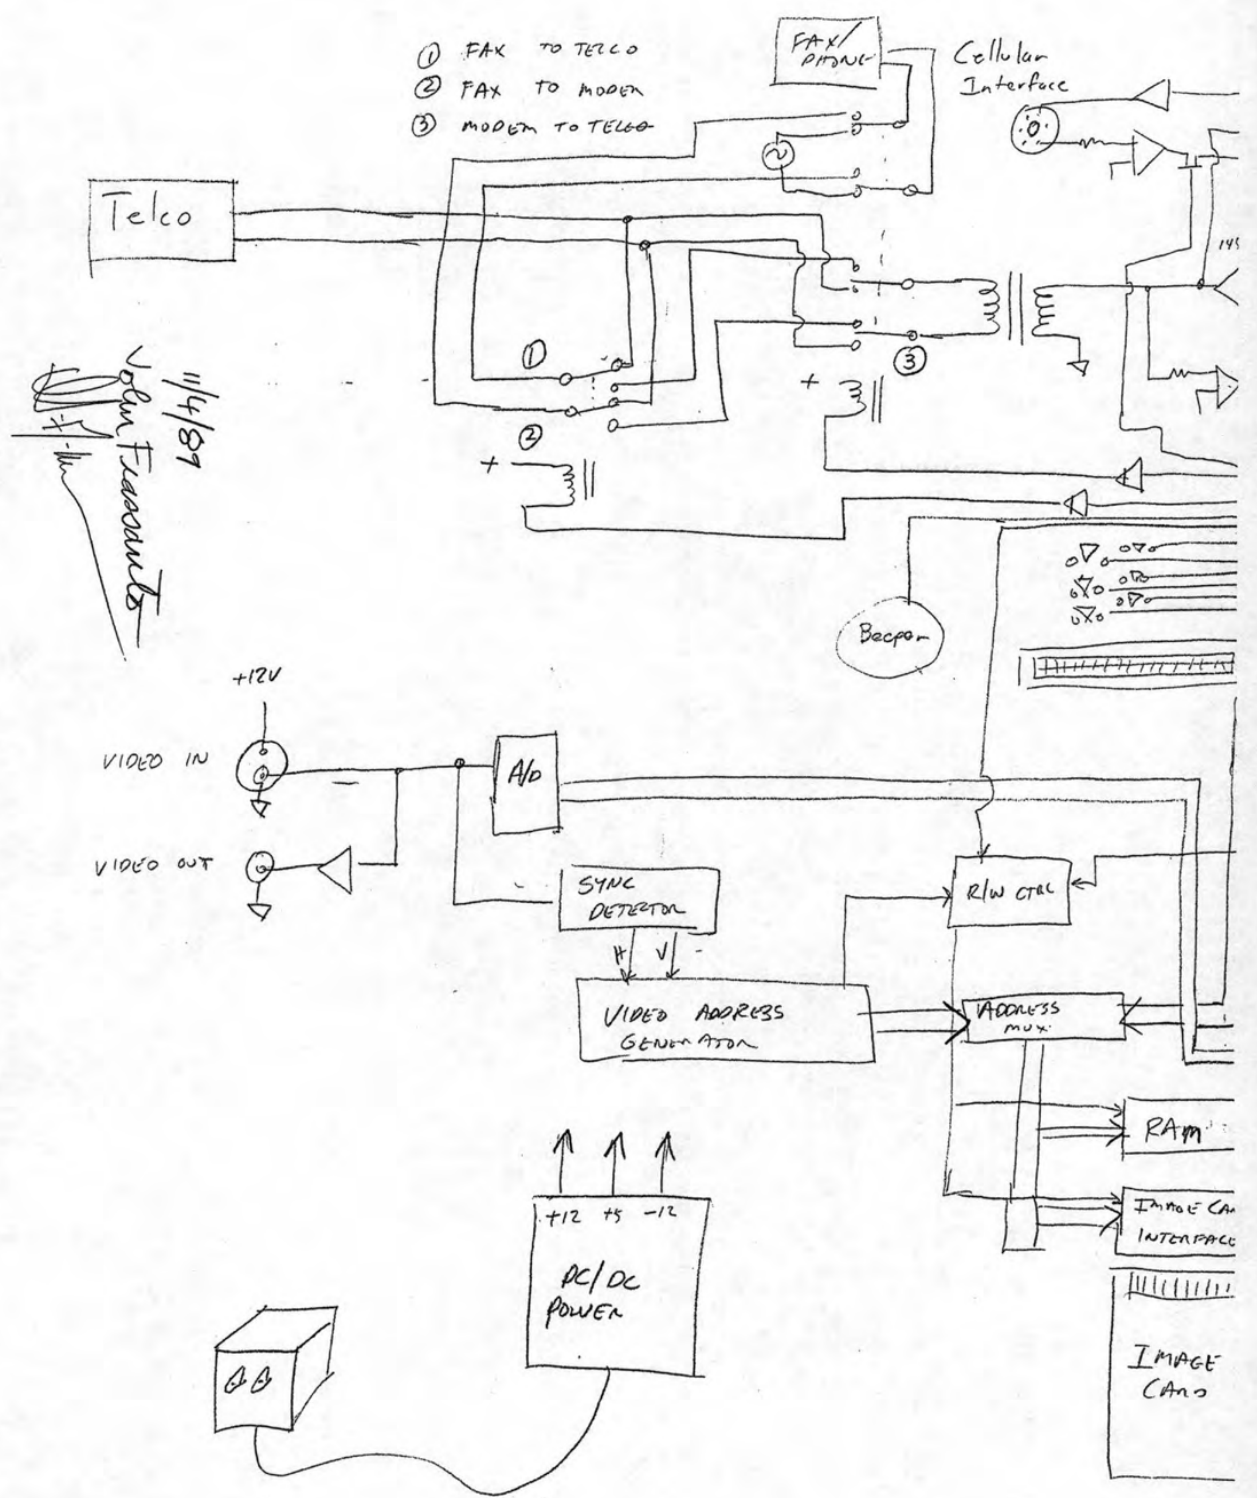 ① FAX TO TELCO
② FAX TO MODEM
③ MODEM TO TELCO
FAX/
PHONE
Cellular
Interface
Telco
145
①
②
③
+
+
11/4/89
Beeper
+12V
VIDEO IN
A/D
VIDEO OUT
SYNC
DETECTOR
R/W CTRL
H V
VIDEO ADDRESS
GENERATOR
ADDRESS
MUX.
RAM
+12 +5 -12
IMAGE CA
INTERFACE
DC/DC
POWER
IMAGE
CARD